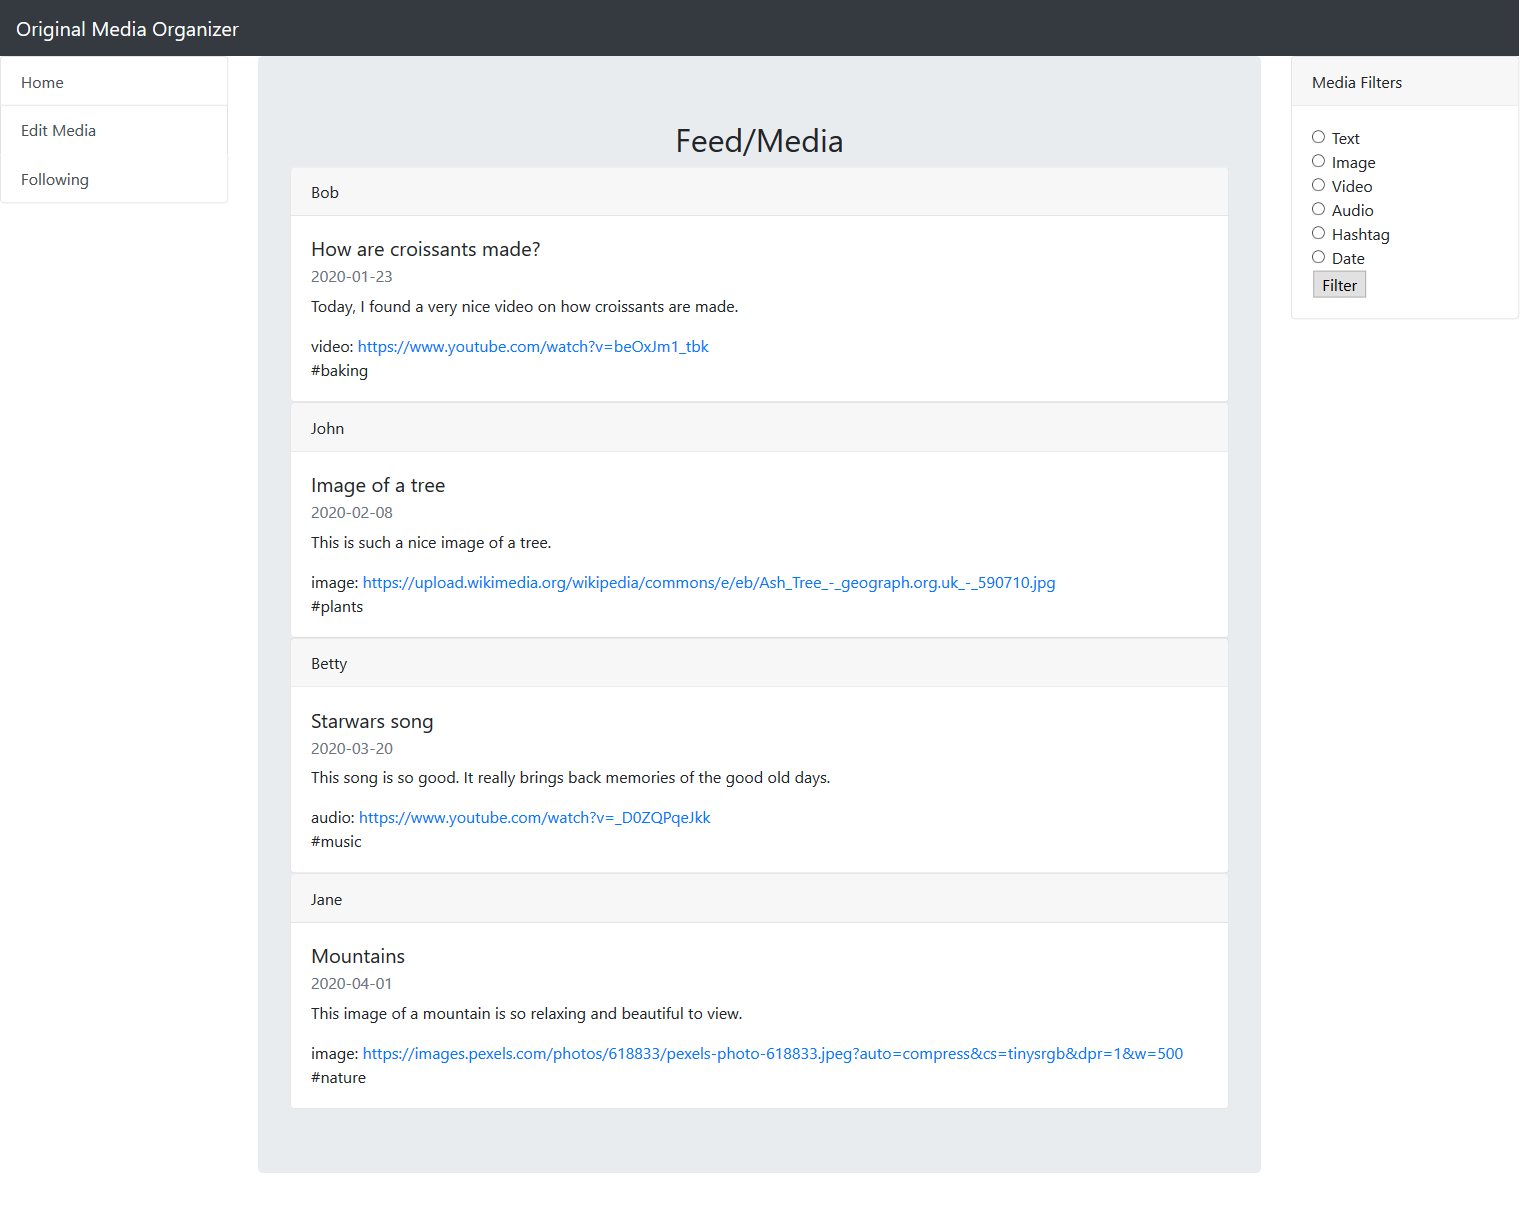 Original Media Organizer
Home
Edit Media
Following
Feed/Media
Bob
How are croissants made?
2020-01-23
Today, I found a very nice video on how croissants are made.
video: https://www.youtube.com/watch?v=beOxJm1_tbk
#baking
John
Image of a tree
2020-02-08
This is such a nice image of a tree.
image: https://upload.wikimedia.org/wikipedia/commons/e/eb/Ash_Tree_-_geograph.org.uk_-_590710.jpg
#plants
Betty
Starwars song
2020-03-20
This song is so good. It really brings back memories of the good old days.
audio: https://www.youtube.com/watch?v=_D0ZQPqeJkk
#music
Jane
Mountains
2020-04-01
This image of a mountain is so relaxing and beautiful to view.
image: https://images.pexels.com/photos/618833/pexels-photo-618833.jpeg?auto=compress&cs=tinysrgb&dpr=1&w=500
#nature
Media Filters
Text
Image
Video
Audio
Hashtag
Date
Filter